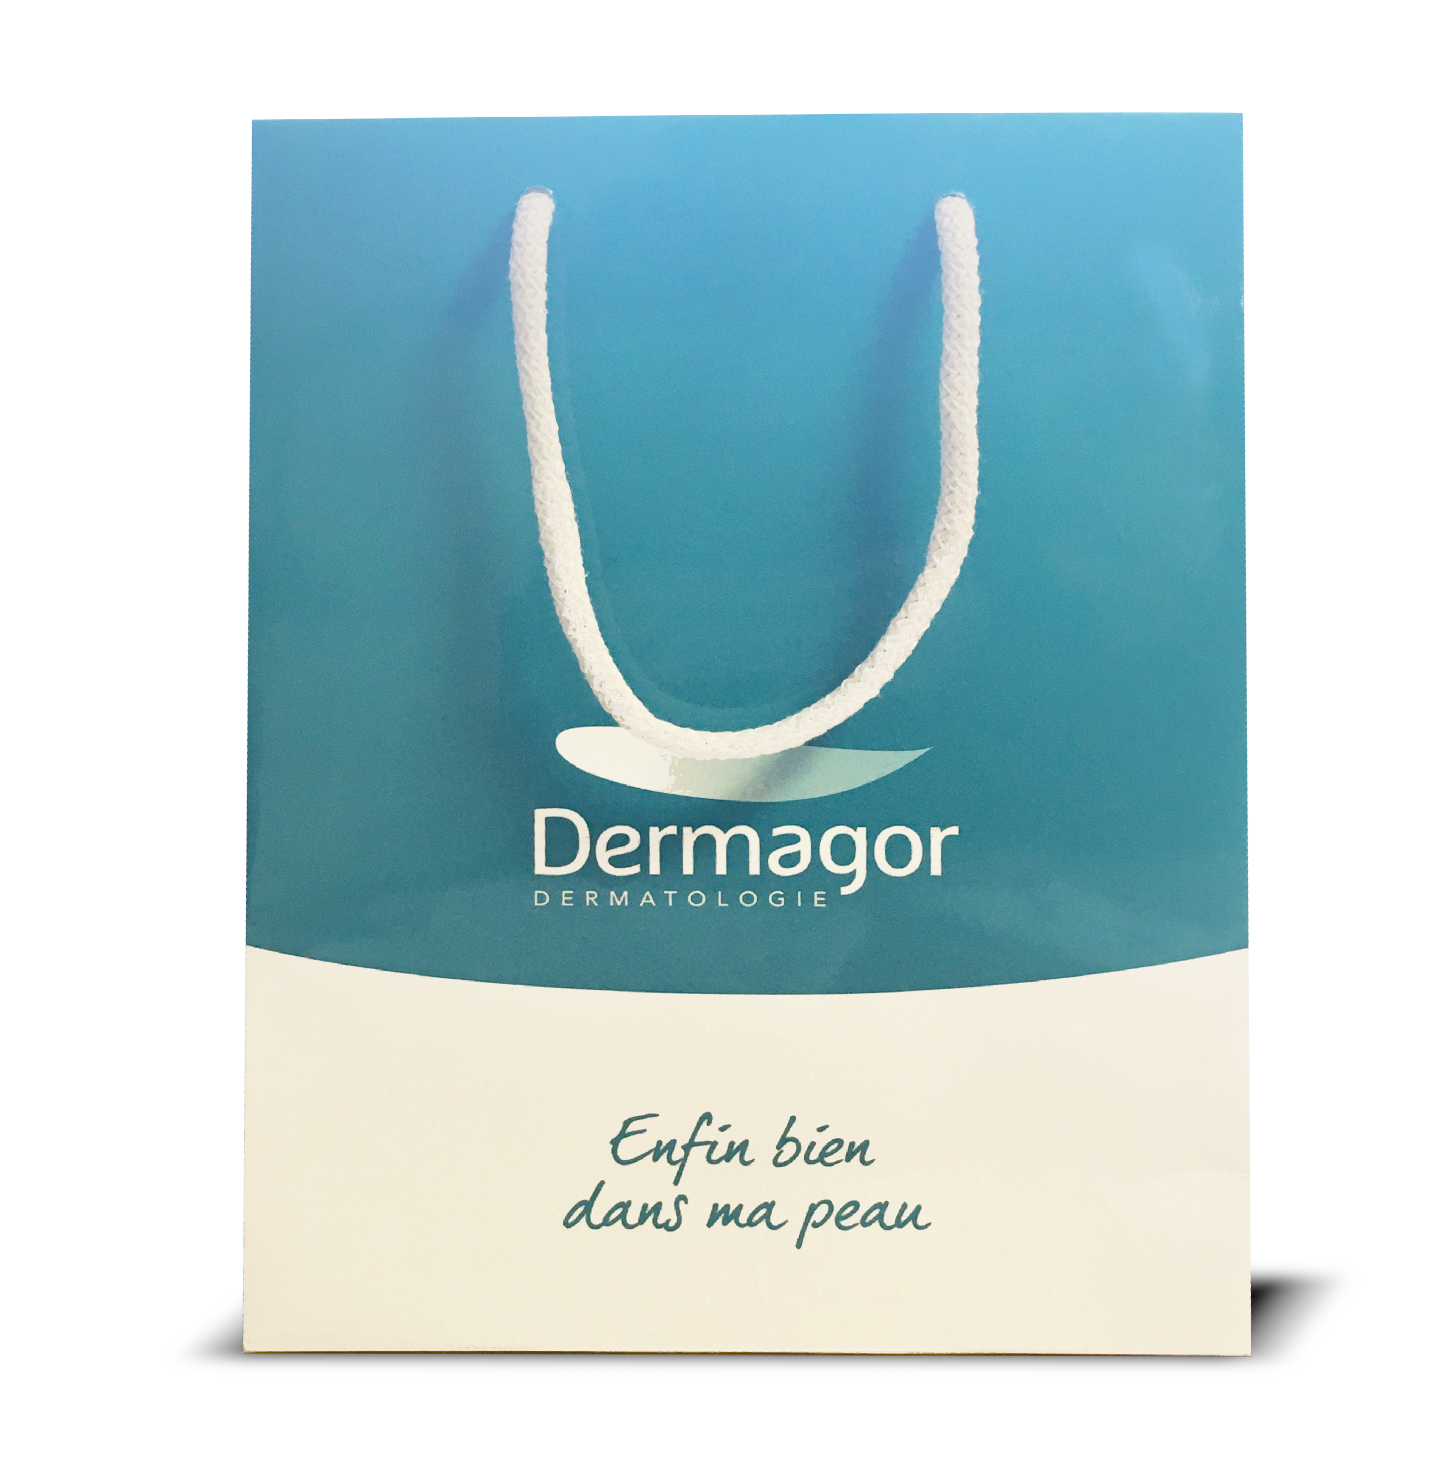 Dermagor
DERMATOLOGIE
Enfin bien
dans ma peau